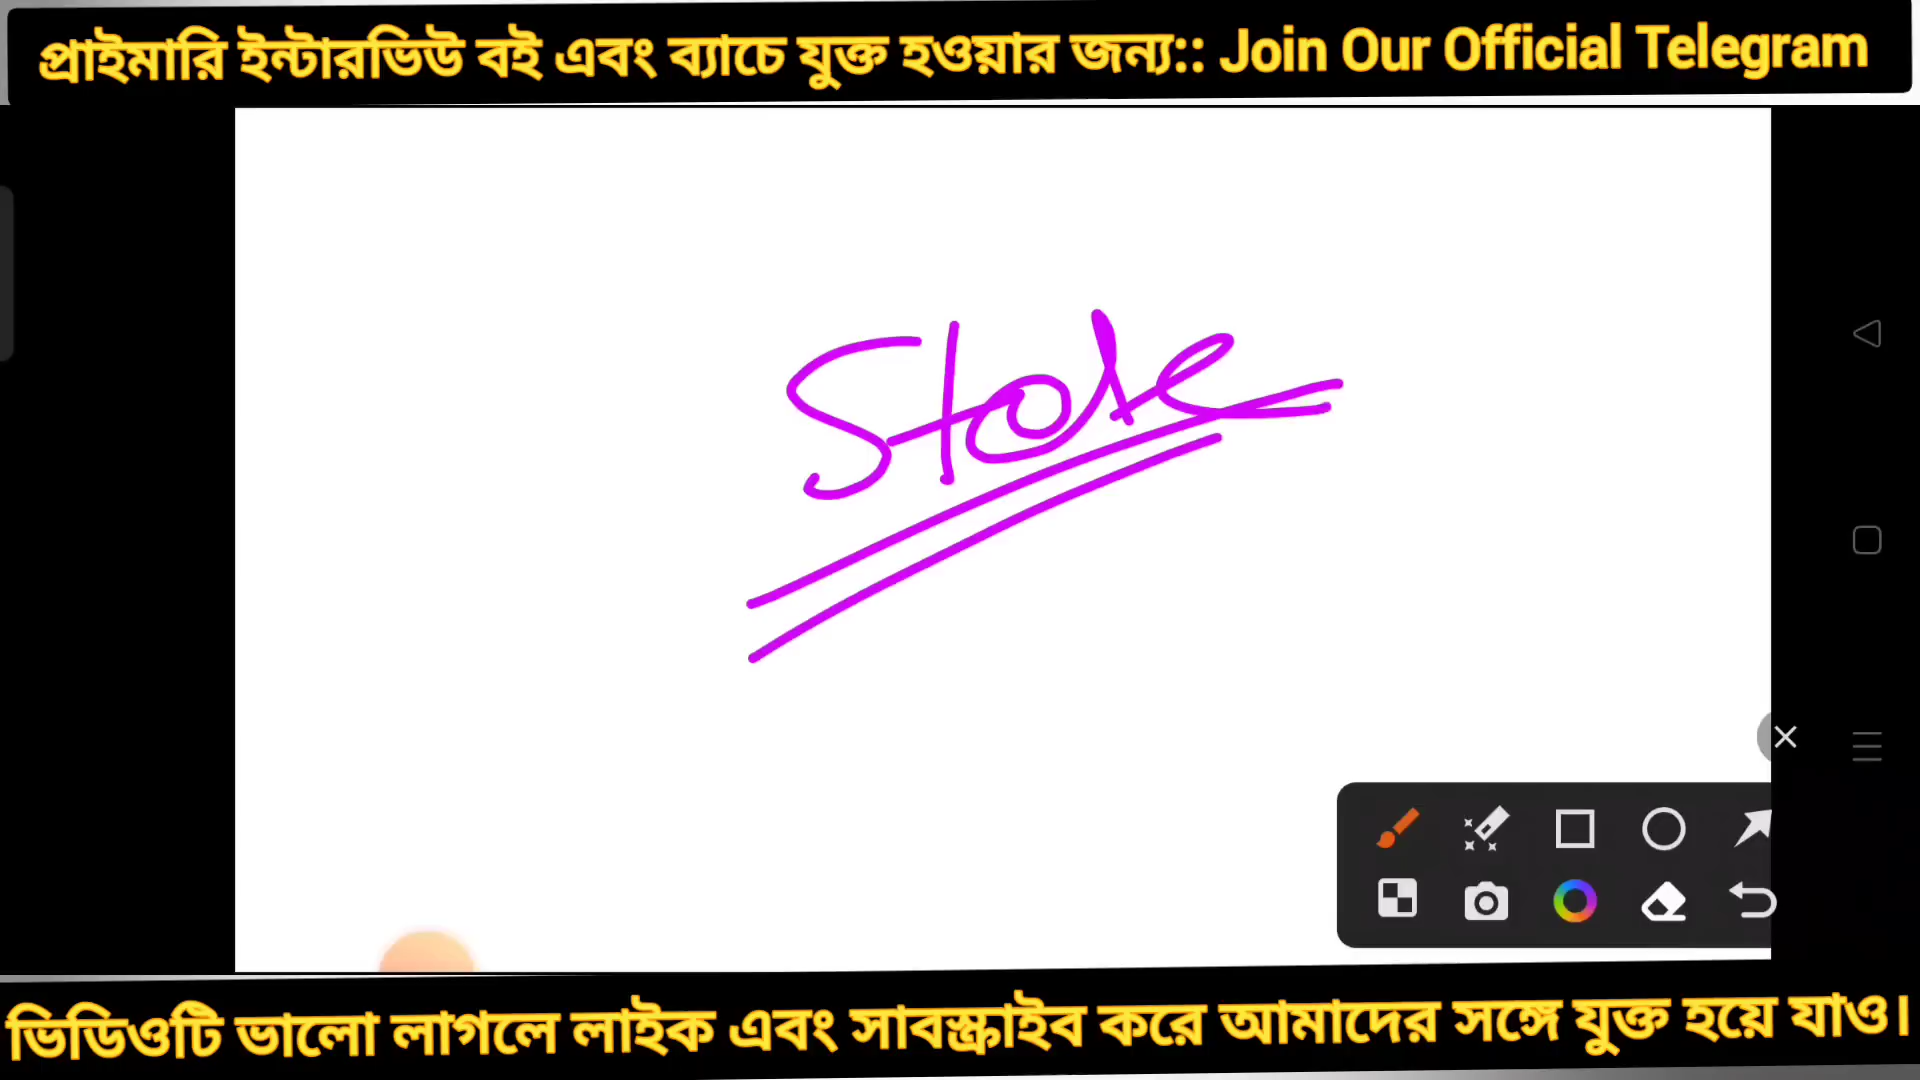 প্রাইমারি ইন্টারভিউ বই এবং ব্যাচে যুক্ত হওয়ার জন্য:: Join Our Official Telegram
Store
ভিডিওটি ভালো লাগলে লাইক এবং সাবস্ক্রাইব করে আমাদের সঙ্গে যুক্ত হয়ে যাও।